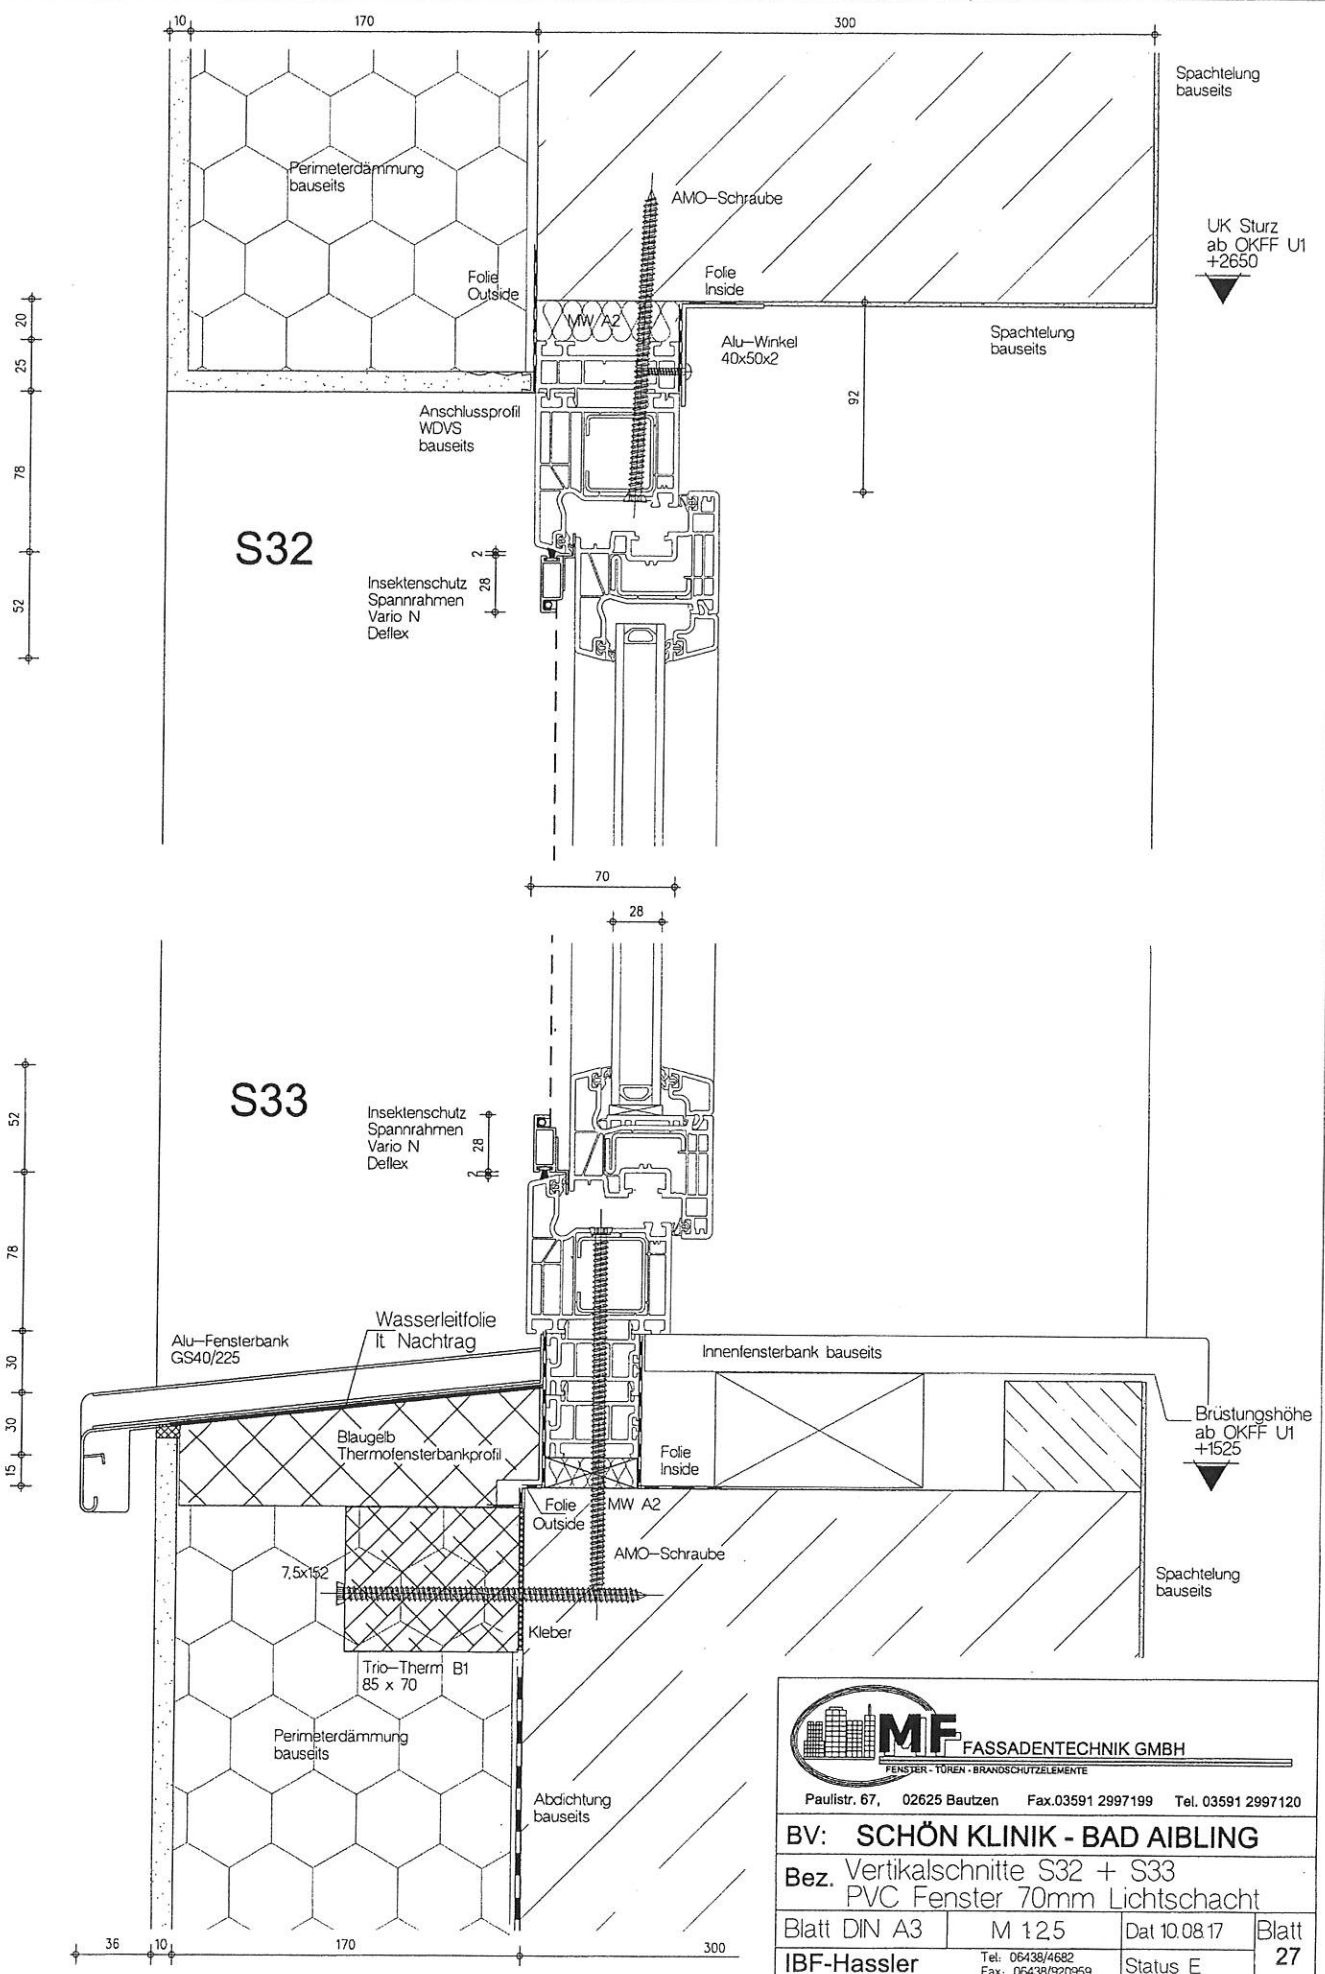 10
170
300
Spachtelung
bauseits
Perimeterdämmung
bauseits
AMO-Schraube
UK Sturz
ab OKFF U1
+2650
Folie
Outside
Folie
Inside
20
MW A2
Alu-Winkel
40x50x2
Spachtelung
bauseits
25
92
Anschlussprofil
WDVS
bauseits
78
S32
2
28
Insektenschutz
Spannrahmen
Vario N
Deflex
52
70
28
S33
52
Insektenschutz
Spannrahmen
Vario N
Deflex
28
2
78
Wasserleitfolie
lt. Nachtrag
Alu-Fensterbank
GS40/225
Innenfensterbank bauseits
30
Brüstungshöhe
ab OKFF U1
+1525
30
Blaugelb
Thermofensterbankprofil
Folie
Inside
15
Folie
Outside
MW A2
AMO-Schraube
7,5x152
Spachtelung
bauseits
Kleber
Trio-Therm B1
85 x 70
Perimeterdämmung
bauseits
Abdichtung
bauseits
36
10
170
300
MF FASSADENTECHNIK GMBH
FENSTER - TÜREN - BRANDSCHUTZELEMENTE
Paulistr. 67, 02625 Bautzen Fax.03591 2997199 Tel. 03591 2997120
BV: SCHÖN KLINIK - BAD AIBLING
Bez. Vertikalschnitte S32 + S33
PVC Fenster 70mm Lichtschacht
Blatt DIN A3 M 1:2.5 Dat 10.08.17 Blatt
27
IBF-Hassler Tel: 06438/4682 Status E
Fax: 06438/920959